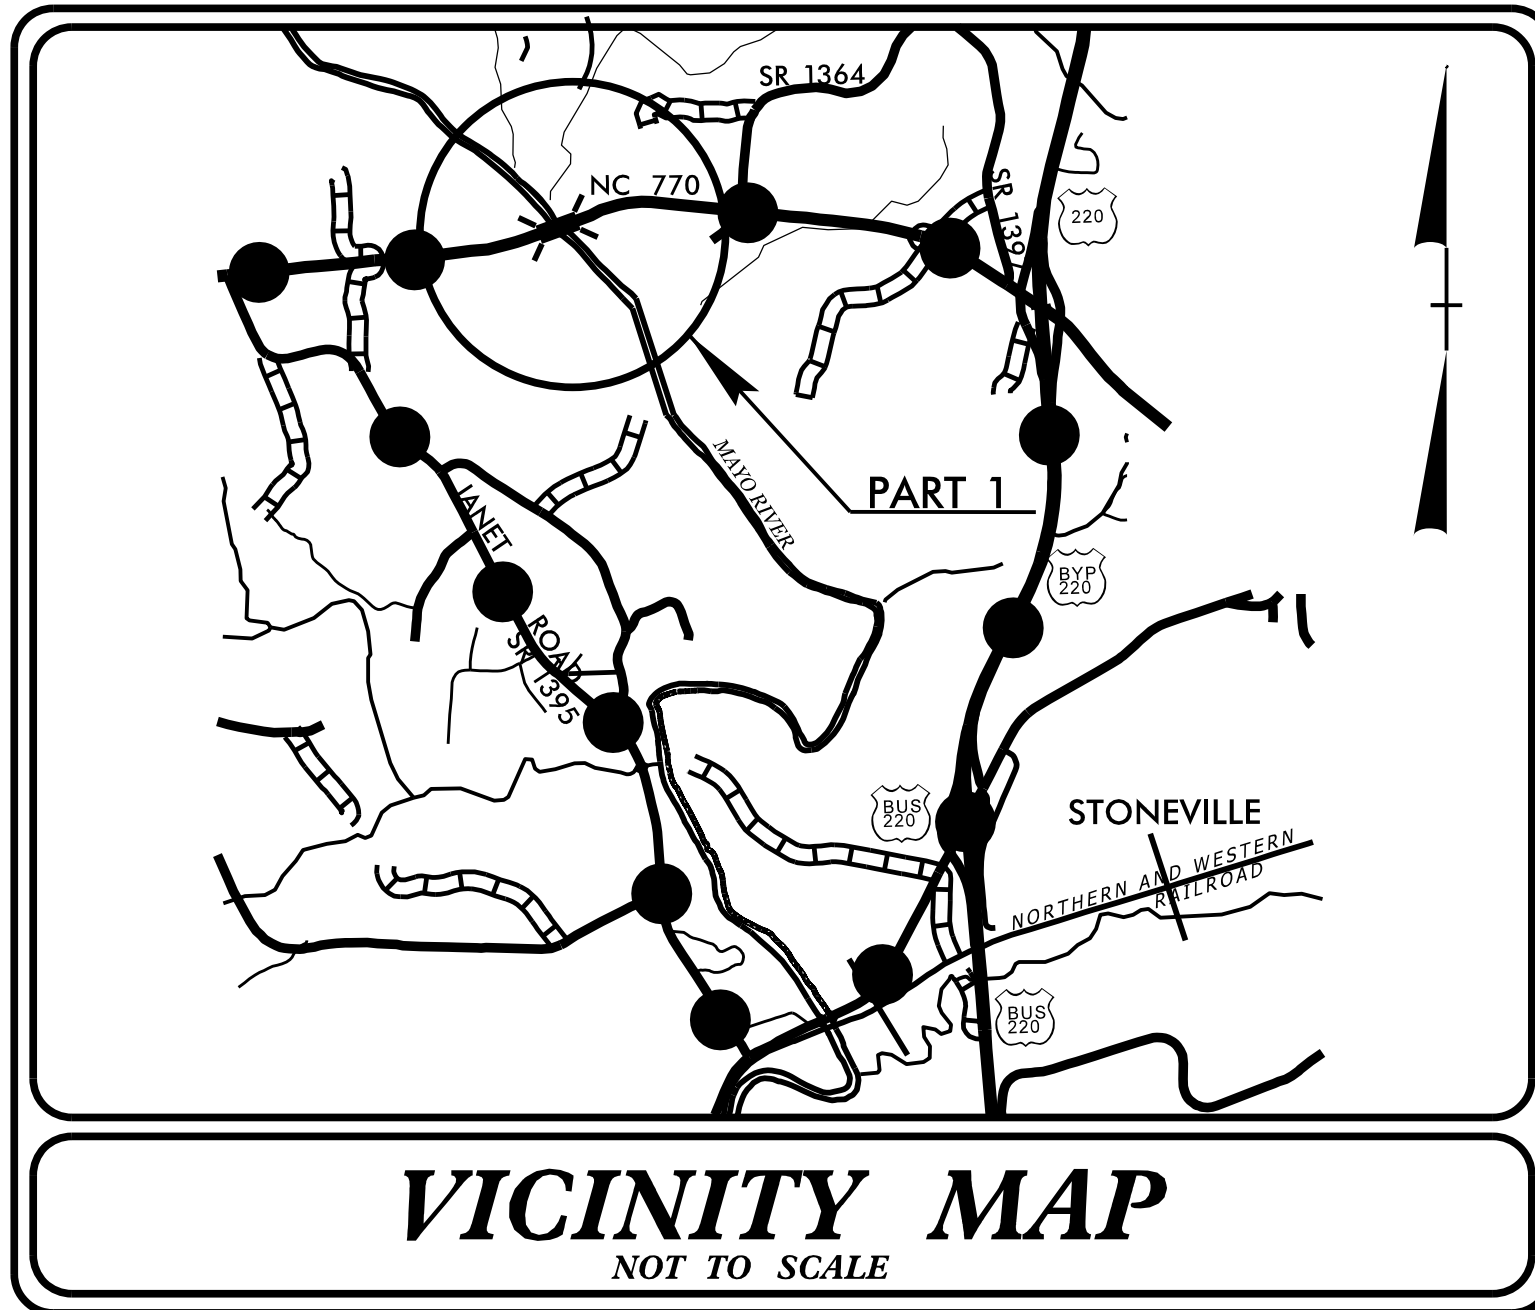 SR 1364
NC 770
SR 1397
220
MAYO RIVER
PART 1
JANET ROAD
SR 1395
BYP
220
BUS
220
STONEVILLE
NORTHERN AND WESTERN
RAILROAD
BUS
220
VICINITY MAP
NOT TO SCALE